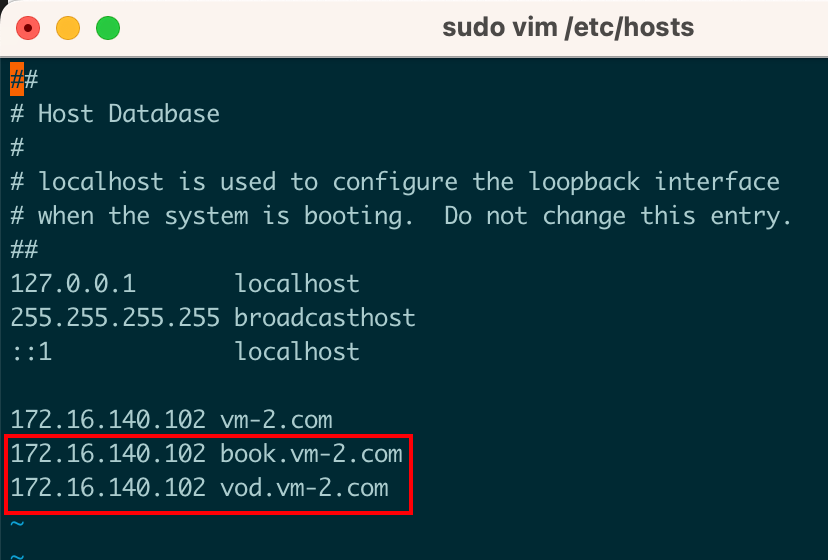 sudo vim /etc/hosts
##
# Host Database
#
# localhost is used to configure the loopback interface
# when the system is booting.  Do not change this entry.
##
127.0.0.1       localhost
255.255.255.255 broadcasthost
::1             localhost

172.16.140.102 vm-2.com
172.16.140.102 book.vm-2.com
172.16.140.102 vod.vm-2.com
~
~